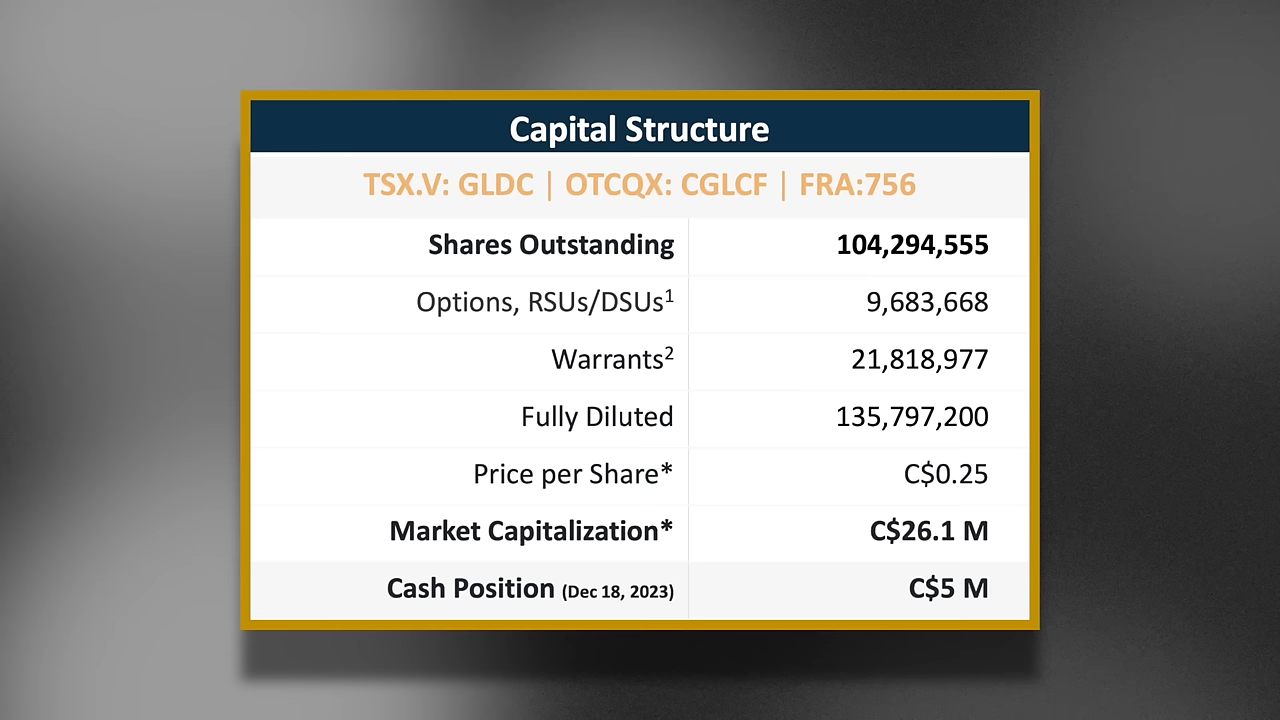 Capital Structure
TSX.V: GLDC | OTCQX: CGLCF | FRA:756
Shares Outstanding 104,294,555
Options, RSUs/DSUs¹ 9,683,668
Warrants² 21,818,977
Fully Diluted 135,797,200
Price per Share* C$0.25
Market Capitalization* C$26.1 M
Cash Position (Dec 18, 2023) C$5 M